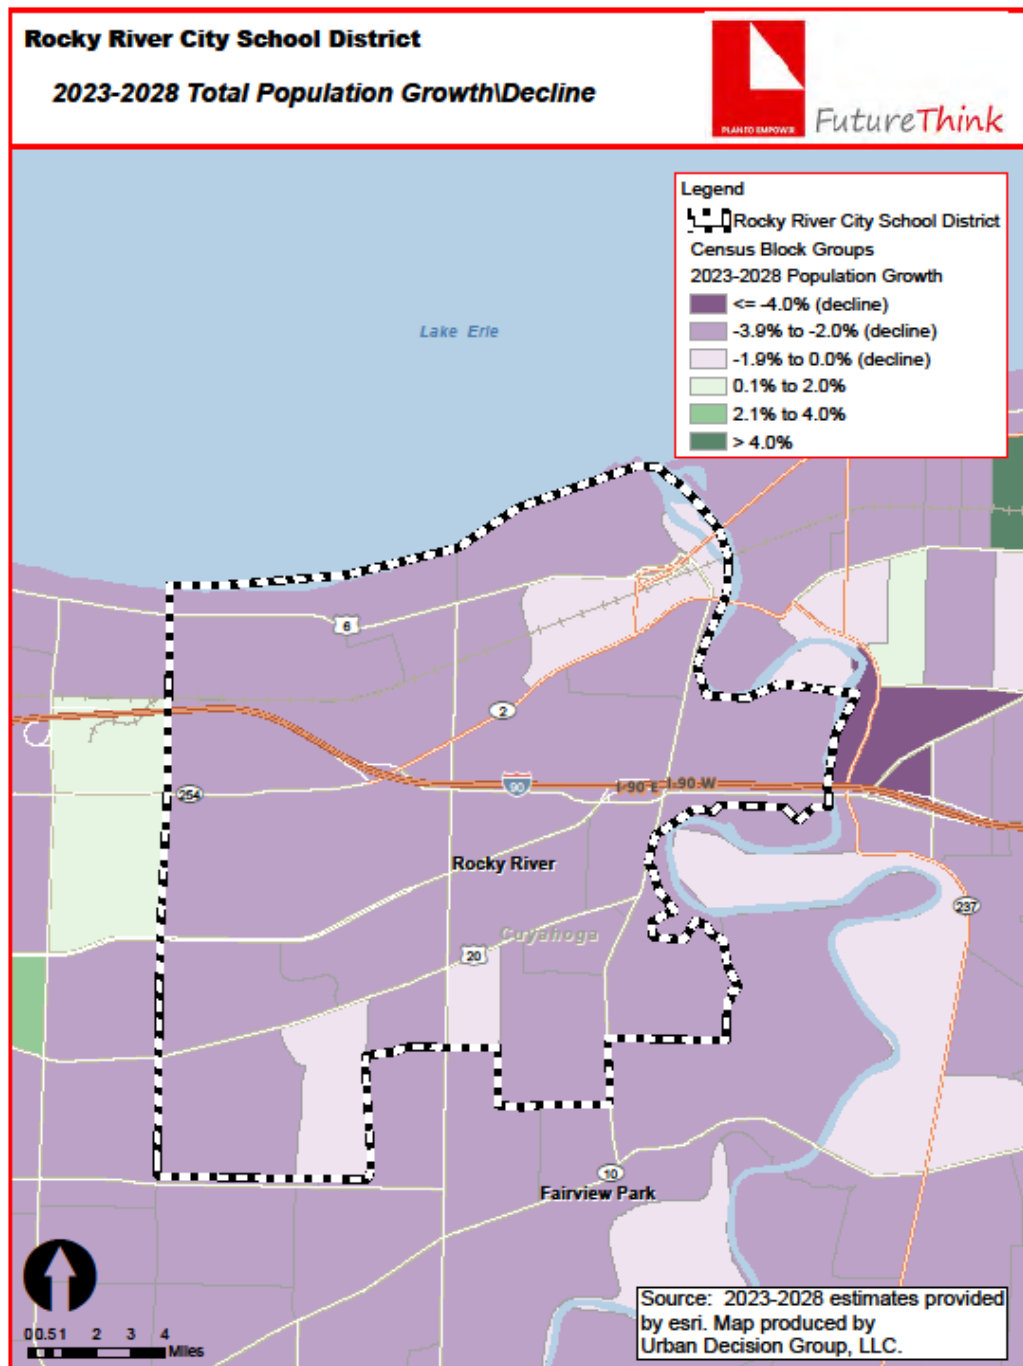 Rocky River City School District
2023-2028 Total Population Growth\Decline
PLAN TO EMPOWER
FutureThink
Legend
Rocky River City School District
Census Block Groups
2023-2028 Population Growth
<= -4.0% (decline)
-3.9% to -2.0% (decline)
-1.9% to 0.0% (decline)
0.1% to 2.0%
2.1% to 4.0%
> 4.0%
Lake Erie
6
2
254
90
I-90 E I-90 W
Rocky River
237
Cuyahoga
20
10
Fairview Park
0 0.5 1 2 3 4
Miles
Source: 2023-2028 estimates provided
by esri. Map produced by
Urban Decision Group, LLC.